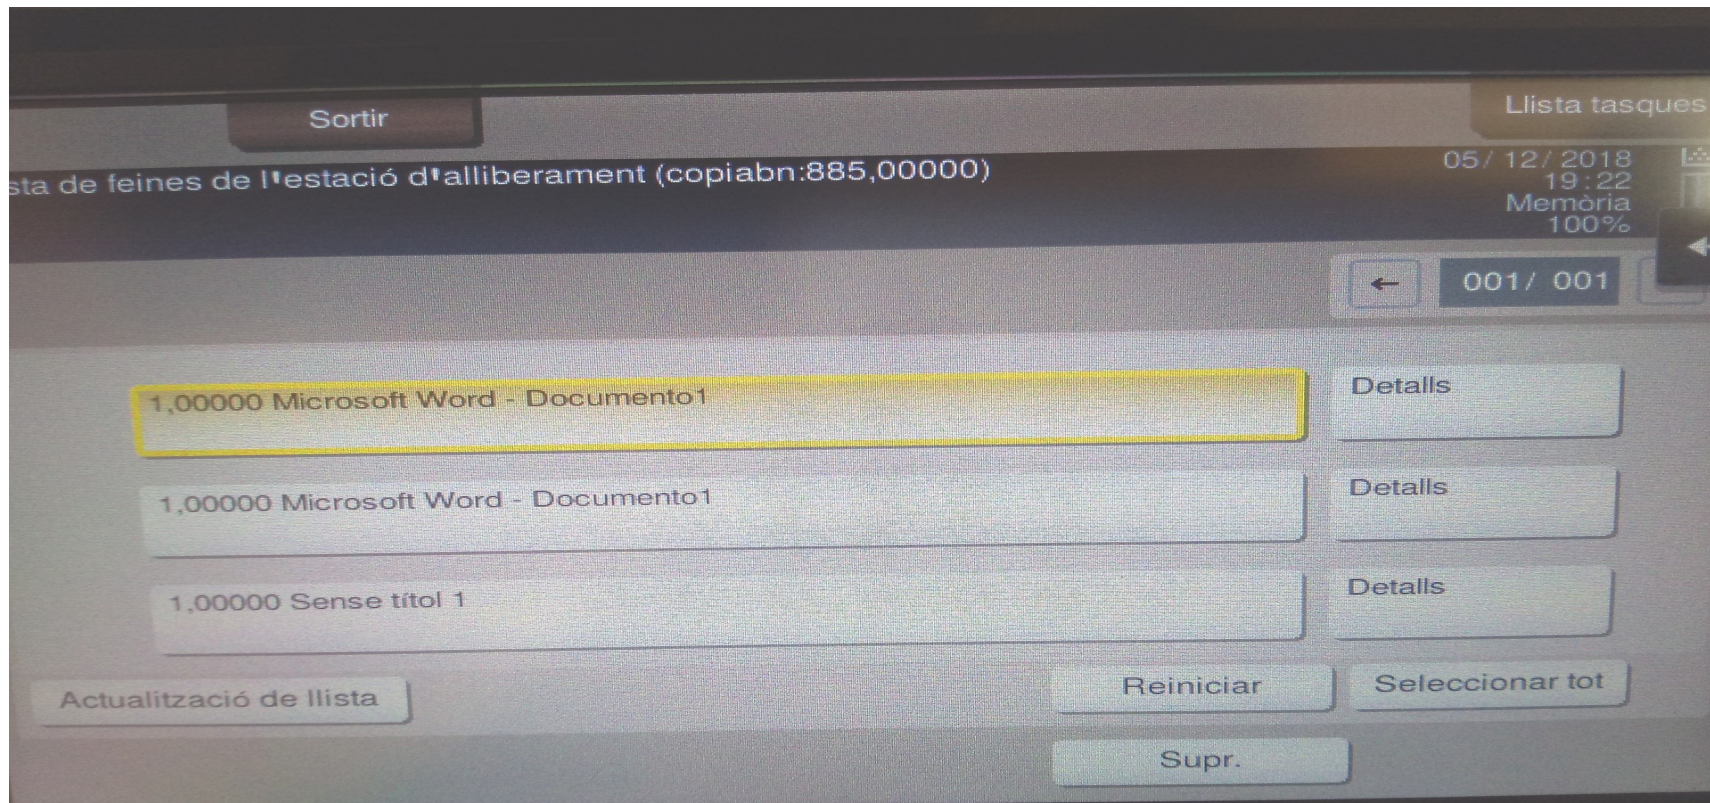 Sortir
Llista tasques
sta de feines de l'estació d'alliberament (copiabn:885,00000)
05/ 12/ 2018
19:22
Memòria
100%
← 001/ 001
1,00000 Microsoft Word - Documento1
Detalls
1,00000 Microsoft Word - Documento1
Detalls
1,00000 Sense títol 1
Detalls
Actualització de llista
Reiniciar
Seleccionar tot
Supr.